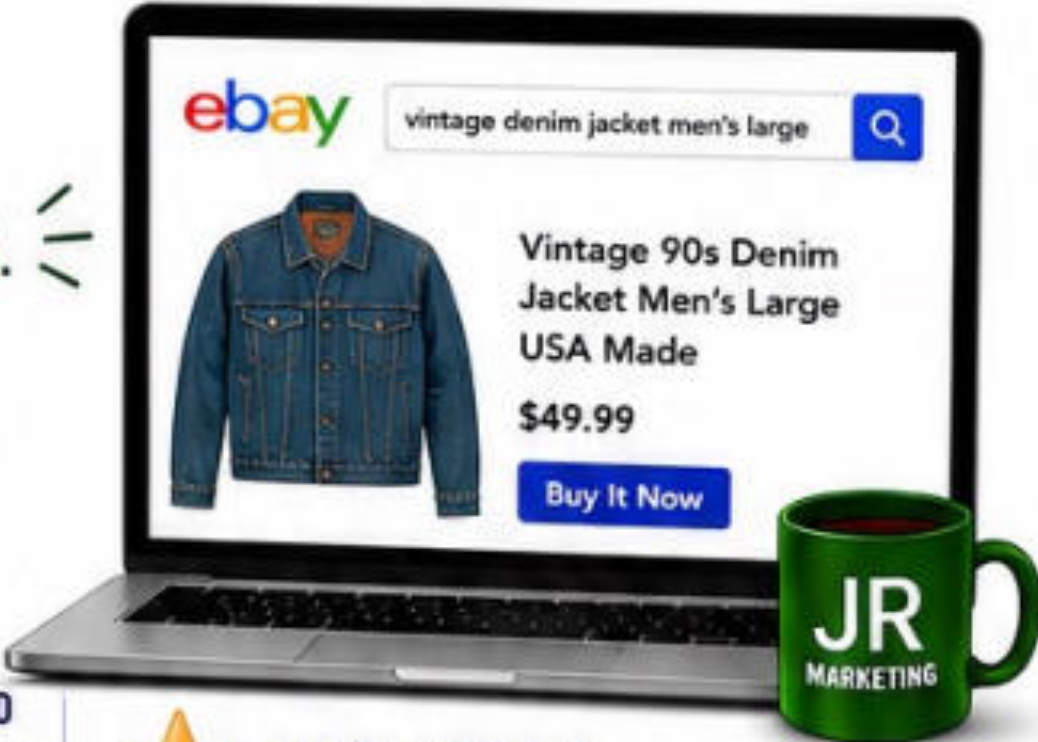 ebay
vintage denim jacket men's large
Vintage 90s Denim
Jacket Men's Large
USA Made
$49.99
Buy It Now
JR
MARKETING